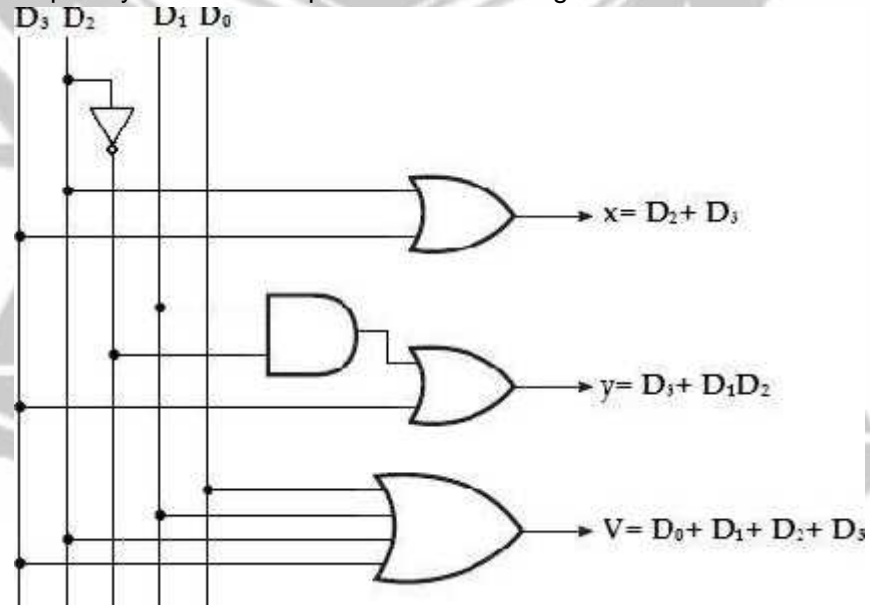 D₃ D₂ D₁ D₀
x= D₂+ D₃
y= D₃+ D₁D₂
V= D₀+ D₁+ D₂+ D₃